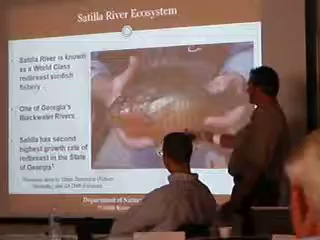 Satilla River Ecosystem
Satilla River is known
as a World Class
redbreast sunfish
fishery
One of Georgia's
Blackwater Rivers
Satilla has second
highest growth rate of
redbreast in the State
of Georgia
Department of Natu